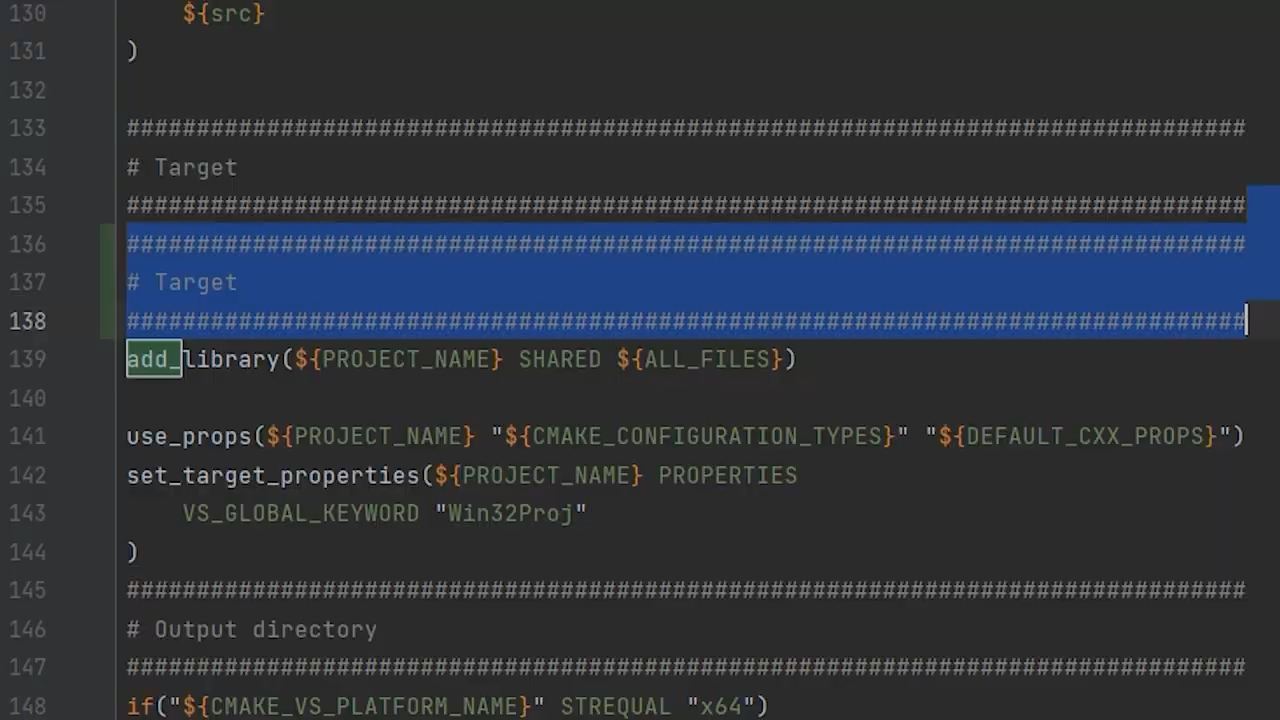 130 ${src}
131 )
132
133 ################################################################################
134 # Target
135 ################################################################################
136 ################################################################################
137 # Target
138 ################################################################################
139 add_library(${PROJECT_NAME} SHARED ${ALL_FILES})
140
141 use_props(${PROJECT_NAME} "${CMAKE_CONFIGURATION_TYPES}" "${DEFAULT_CXX_PROPS}")
142 set_target_properties(${PROJECT_NAME} PROPERTIES
143 VS_GLOBAL_KEYWORD "Win32Proj"
144 )
145 ################################################################################
146 # Output directory
147 ################################################################################
148 if("${CMAKE_VS_PLATFORM_NAME}" STREQUAL "x64")